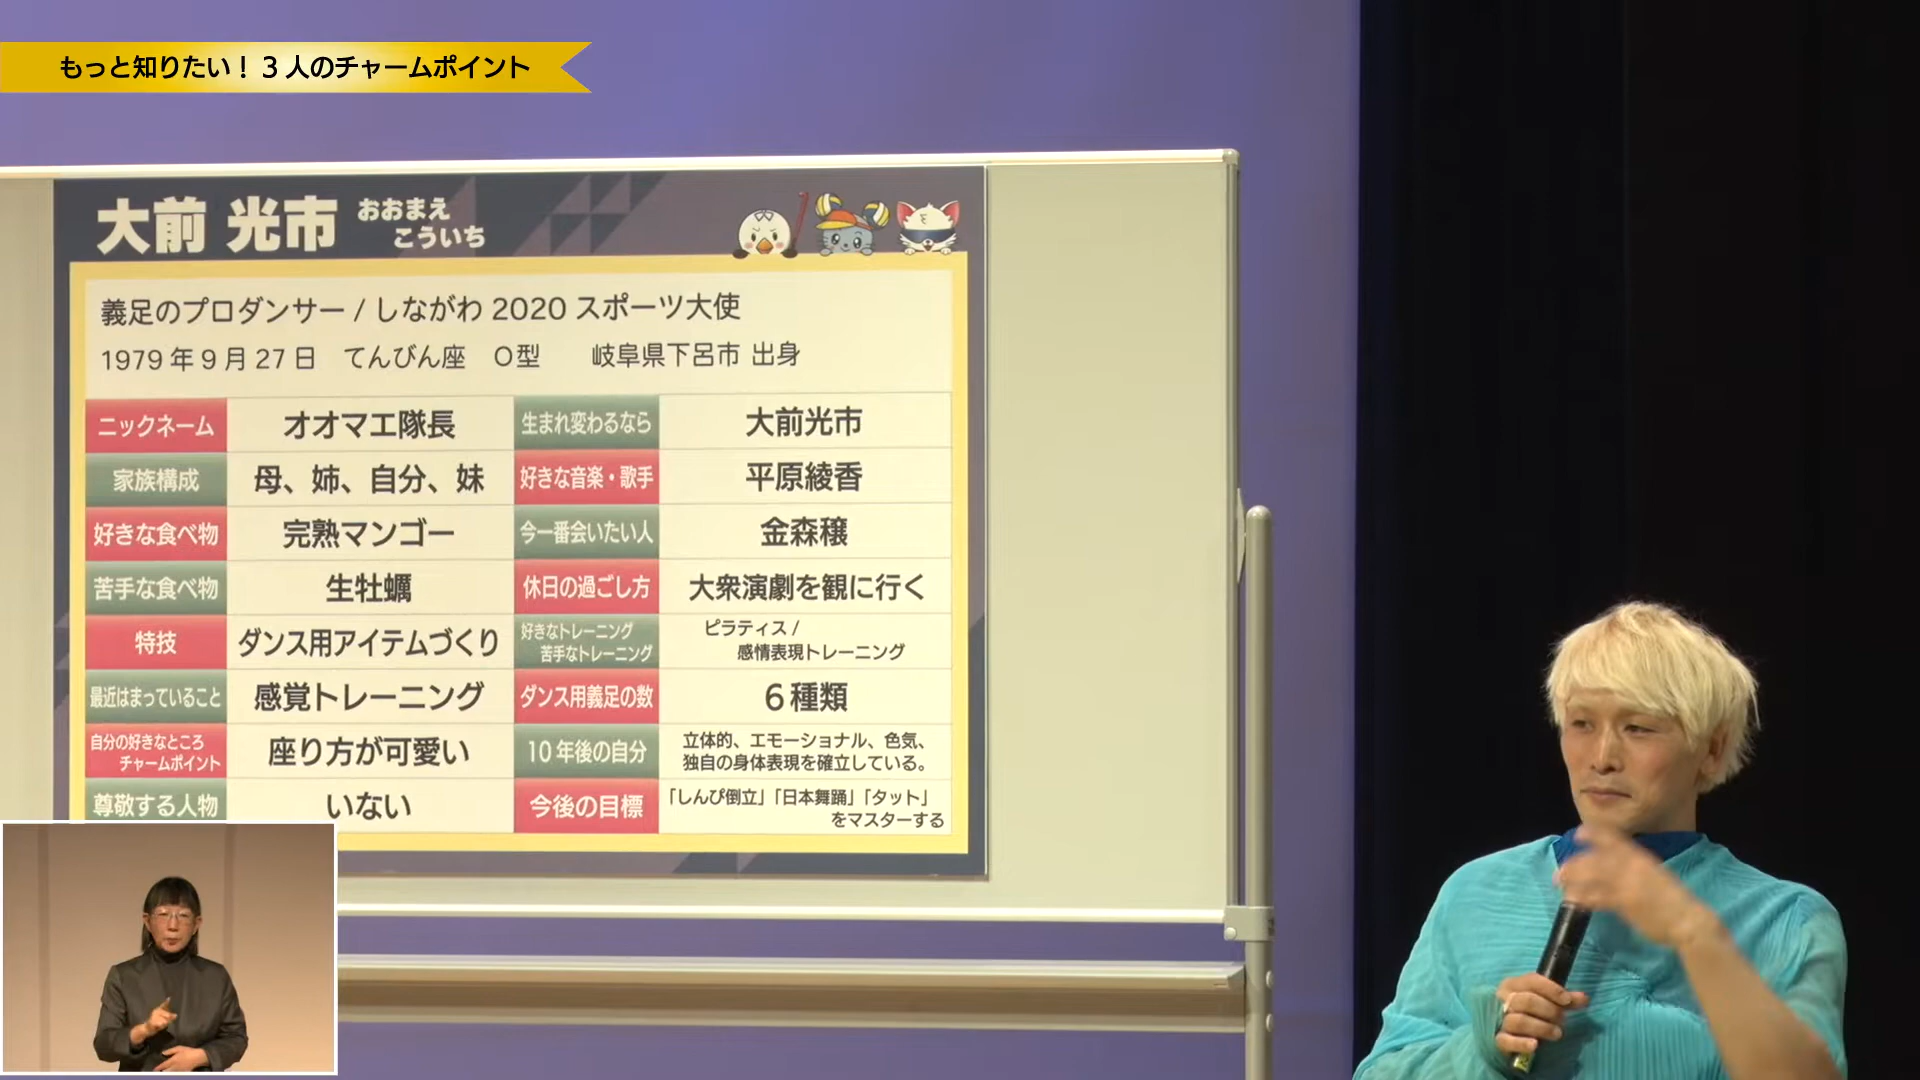 もっと知りたい！３人のチャームポイント
大前 光市 おおまえ
こういち
義足のプロダンサー / しながわ 2020 スポーツ大使
1979 年 9 月 27 日 てんびん座 O型 岐阜県下呂市 出身
ニックネーム オオマエ隊長 生まれ変わるなら 大前光市
家族構成 母、姉、自分、妹 好きな音楽・歌手 平原綾香
好きな食べ物 完熟マンゴー 今一番会いたい人 金森穣
苦手な食べ物 生牡蠣 休日の過ごし方 大衆演劇を観に行く
特技 ダンス用アイテムづくり 好きなトレーニング ピラティス /
苦手なトレーニング 感情表現トレーニング
最近はまっていること 感覚トレーニング ダンス用義足の数 ６種類
自分の好きなところ
チャームポイント 座り方が可愛い 10 年後の自分 立体的、エモーショナル、色気、
独自の身体表現を確立している。
尊敬する人物 いない 今後の目標 「しんぴ倒立」「日本舞踊」「タット」
をマスターする